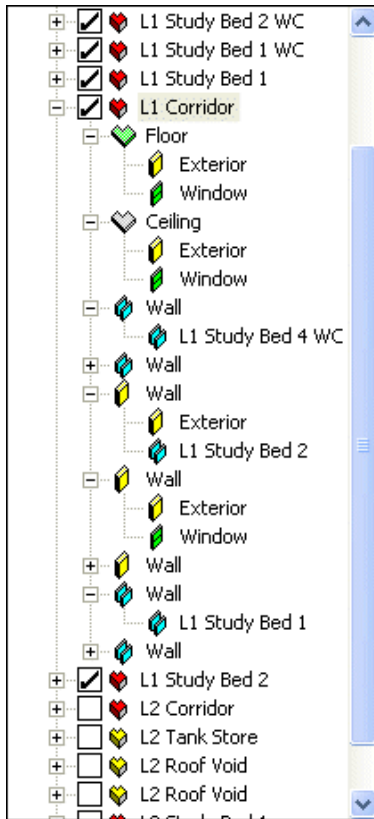 L1 Study Bed 2 WC
L1 Study Bed 1 WC
L1 Study Bed 1
L1 Corridor
Floor
Exterior
Window
Ceiling
Exterior
Window
Wall
L1 Study Bed 4 WC
Wall
Wall
Exterior
L1 Study Bed 2
Wall
Exterior
Window
Wall
Wall
L1 Study Bed 1
Wall
L1 Study Bed 2
L2 Corridor
L2 Tank Store
L2 Roof Void
L2 Roof Void